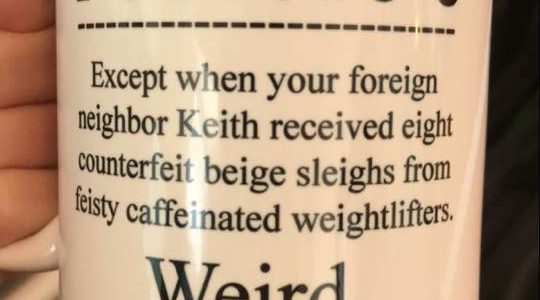 Except when your foreign
neighbor Keith received eight
counterfeit beige sleighs from
feisty caffeinated weightlifters.
Weird